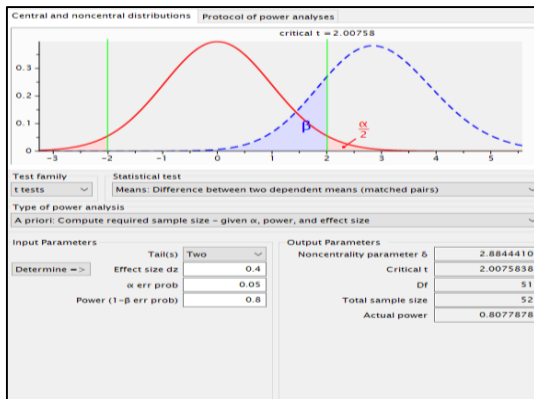 Central and noncentral distributions Protocol of power analyses
critical t = 2.00758
0.3
0.2
0.1
0
β
α
2
-3 -2 -1 0 1 2 3 4 5
Test family Statistical test
t tests Means: Difference between two dependent means (matched pairs)
Type of power analysis
A priori: Compute required sample size - given α, power, and effect size
Input Parameters Output Parameters
Tail(s) Two Noncentrality parameter δ 2.8844410
Determine => Effect size dz 0.4 Critical t 2.0075838
α err prob 0.05 Df 51
Power (1-β err prob) 0.8 Total sample size 52
Actual power 0.8077878